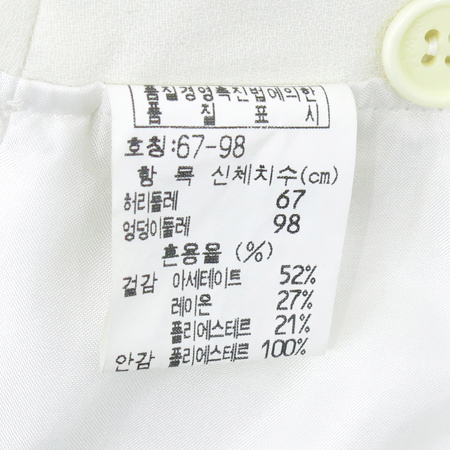 품질경영촉진법에의한
품 질 표 시
호칭:67-98
항 목 신체치수(cm)
허리둘레 67
엉덩이둘레 98
혼용율 (%)
겉감 아세테이트 52%
레이온 27%
폴리에스테르 21%
안감 폴리에스테르 100%